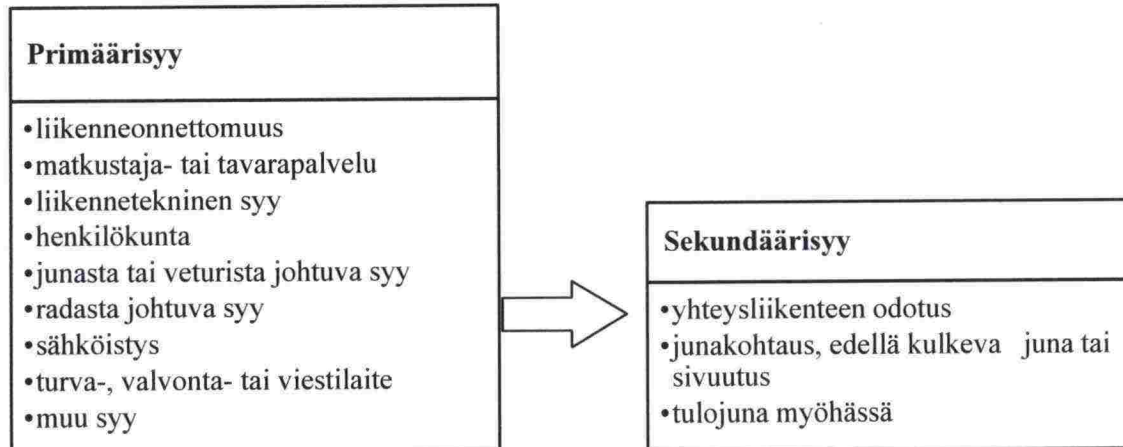 Primäärisyy
•liikenneonnettomuus
•matkustaja- tai tavarapalvelu
•liikennetekninen syy
•henkilökunta
•junasta tai veturista johtuva syy
•radasta johtuva syy
•sähköistys
•turva-, valvonta- tai viestilaite
•muu syy
Sekundäärisyy
•yhteysliikenteen odotus
•junakohtaus, edellä kulkeva juna tai
sivuutus
•tulojuna myöhässä